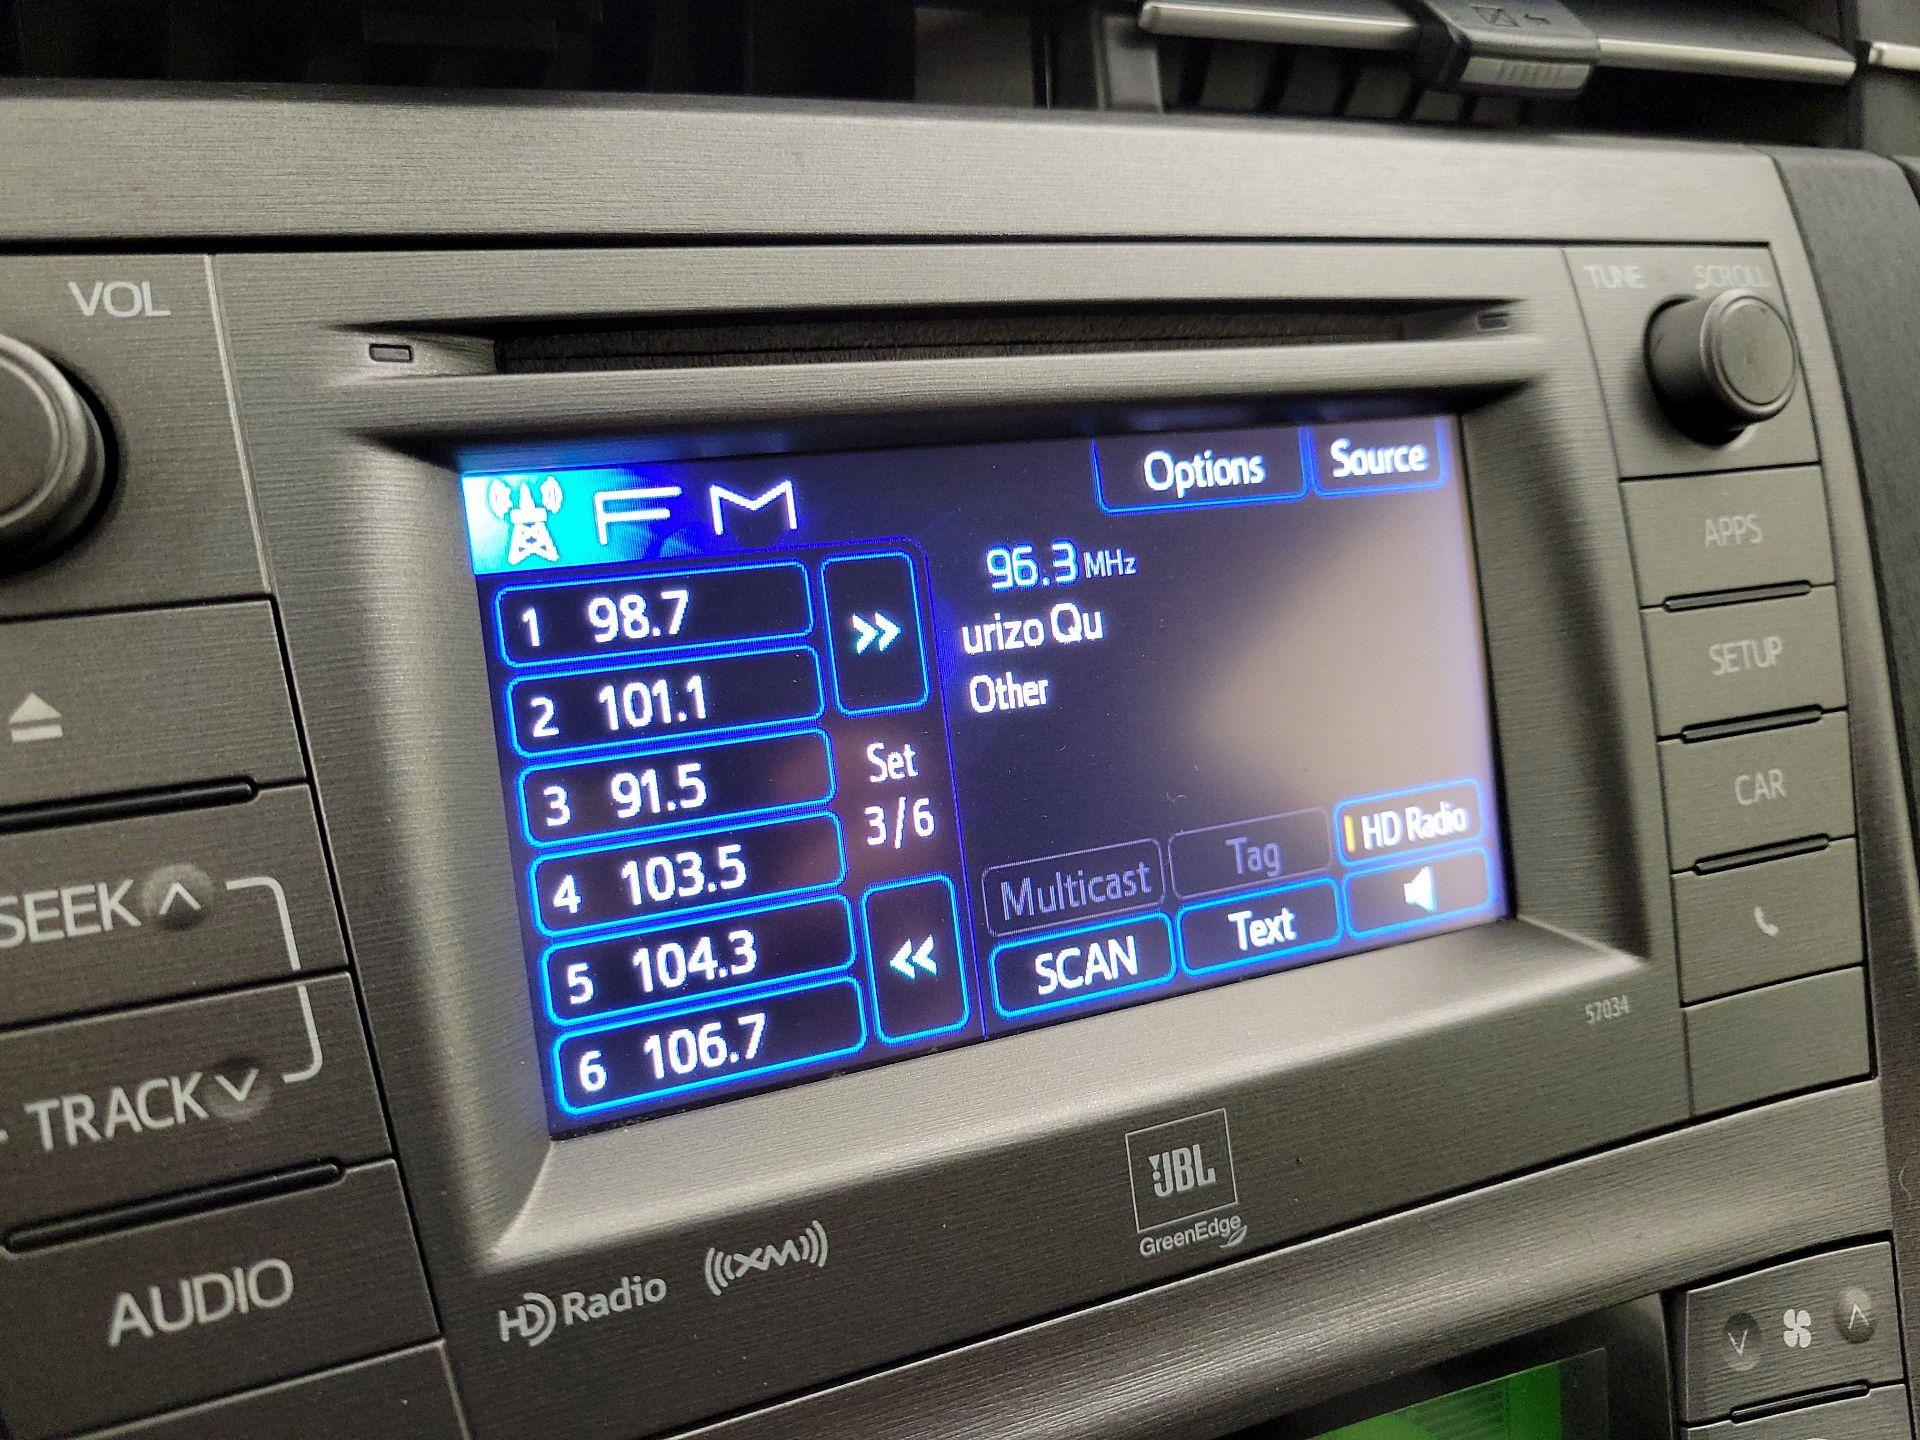 VOL
TUNE SCROLL
FM
Options
Source
96.3 MHz
urizo Qu
Other
1 98.7
2 101.1
3 91.5
4 103.5
5 104.3
6 106.7
>>
Set
3/6
<<
Multicast
Tag
HD Radio
SCAN
Text
APPS
SETUP
CAR
SEEK
TRACK
AUDIO
57034
HD Radio
XM
JBL
GreenEdge